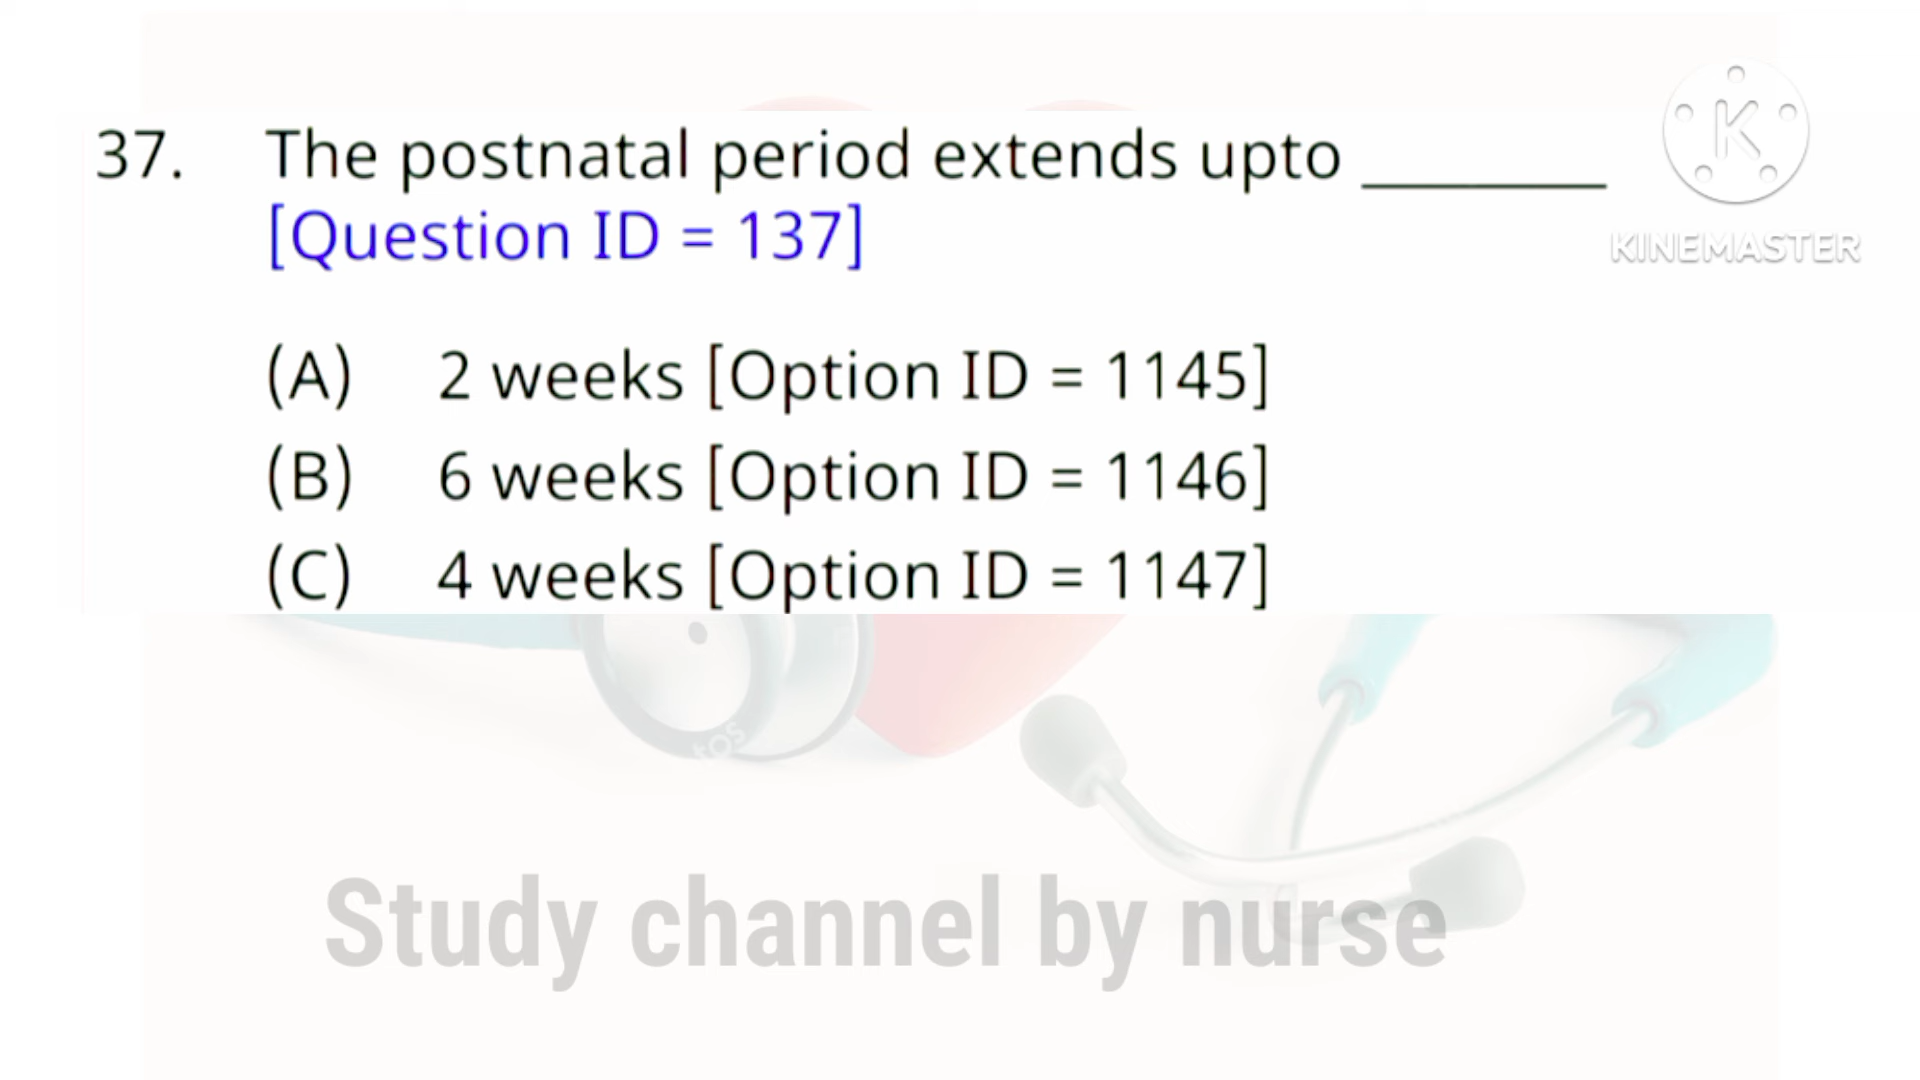 37. The postnatal period extends upto ________
[Question ID = 137]
(A) 2 weeks [Option ID = 1145]
(B) 6 weeks [Option ID = 1146]
(C) 4 weeks [Option ID = 1147]
K
KINEMASTER
tos
Study channel by nurse